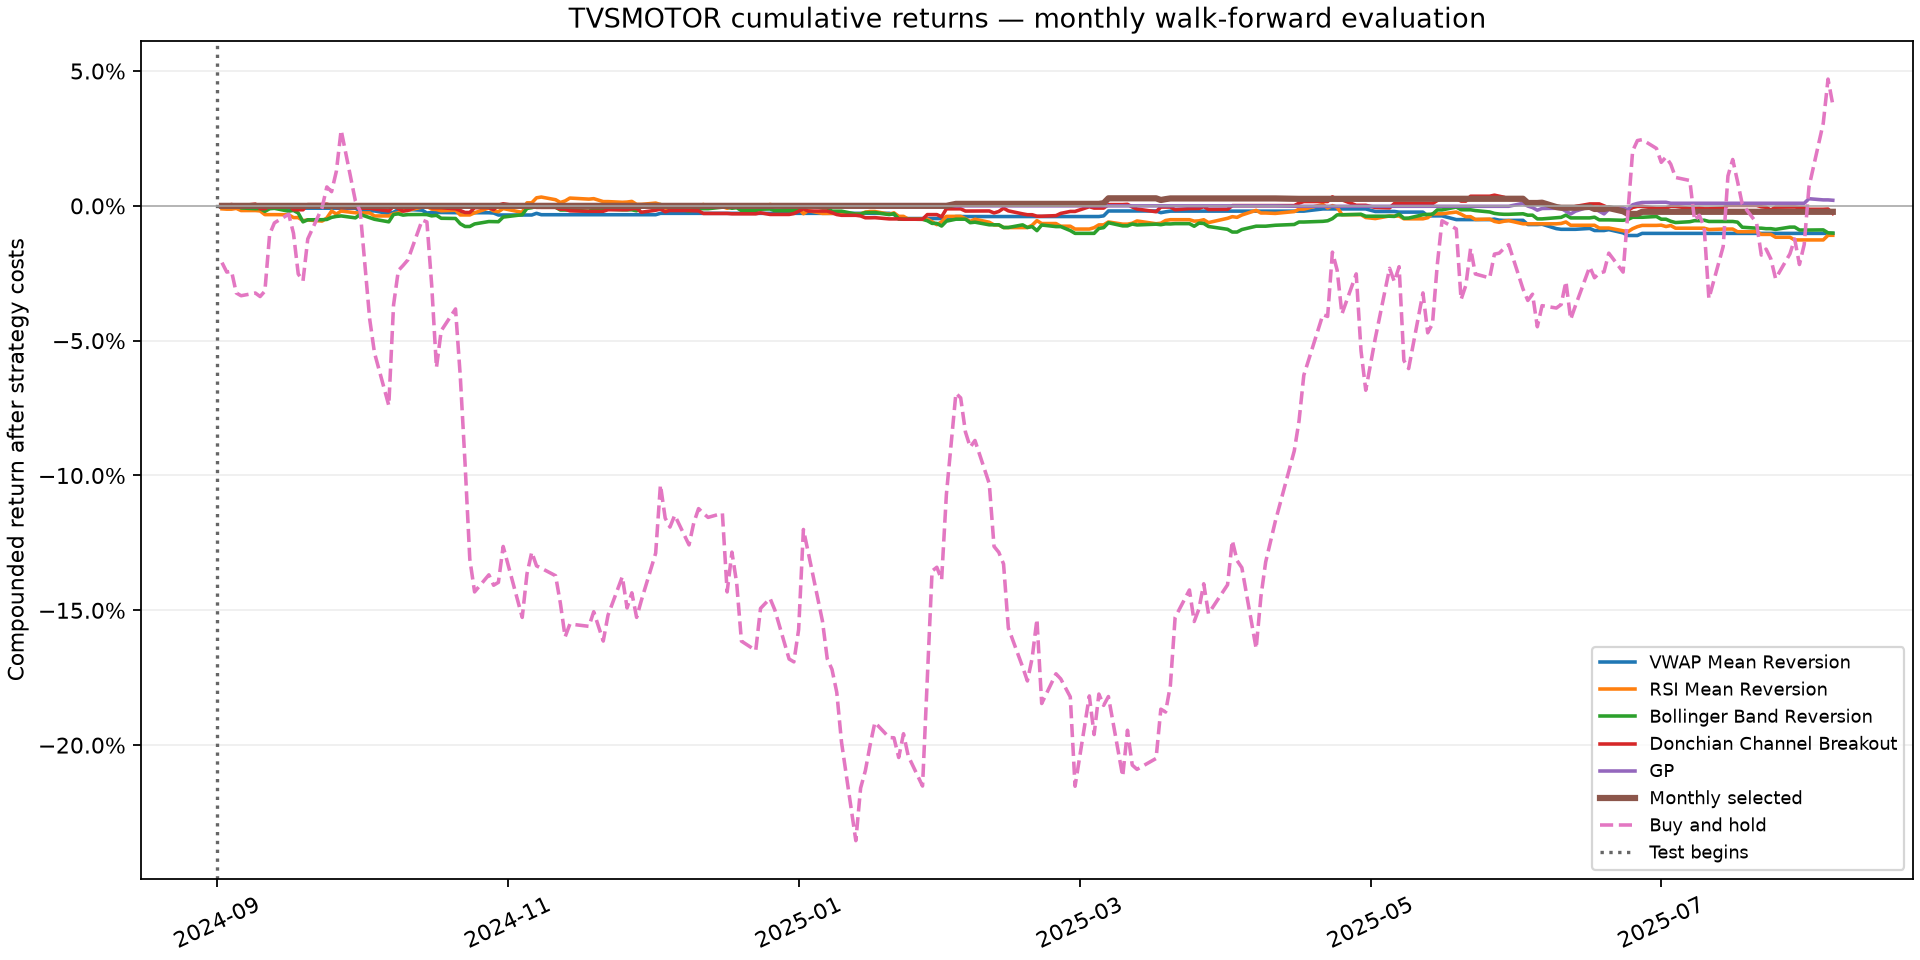 TVSMOTOR cumulative returns — monthly walk-forward evaluation
Compounded return after strategy costs
5.0%
0.0%
−5.0%
−10.0%
−15.0%
−20.0%
2024-09
2024-11
2025-01
2025-03
2025-05
2025-07
VWAP Mean Reversion
RSI Mean Reversion
Bollinger Band Reversion
Donchian Channel Breakout
GP
Monthly selected
Buy and hold
Test begins